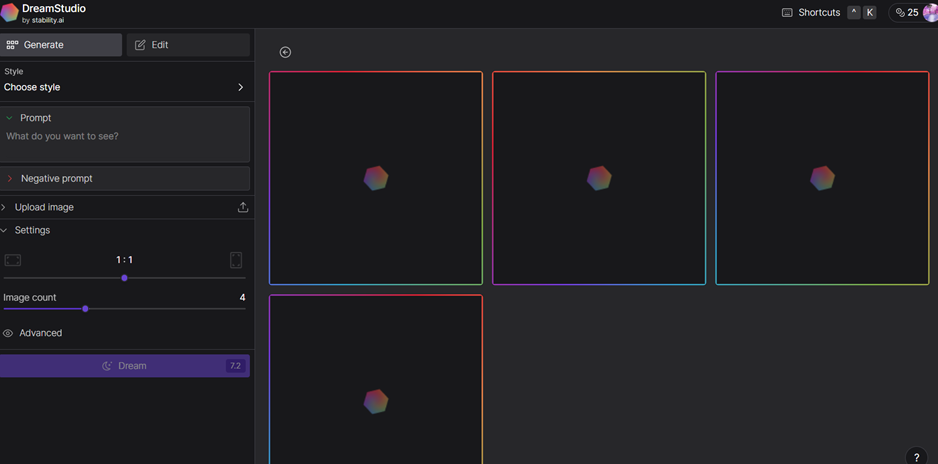 DreamStudio
by stability.ai
Shortcuts ^ K
25
Generate
Edit
Style
Choose style
Prompt
What do you want to see?
Negative prompt
Upload image
Settings
1 : 1
Image count 4
Advanced
Dream 7.2
?